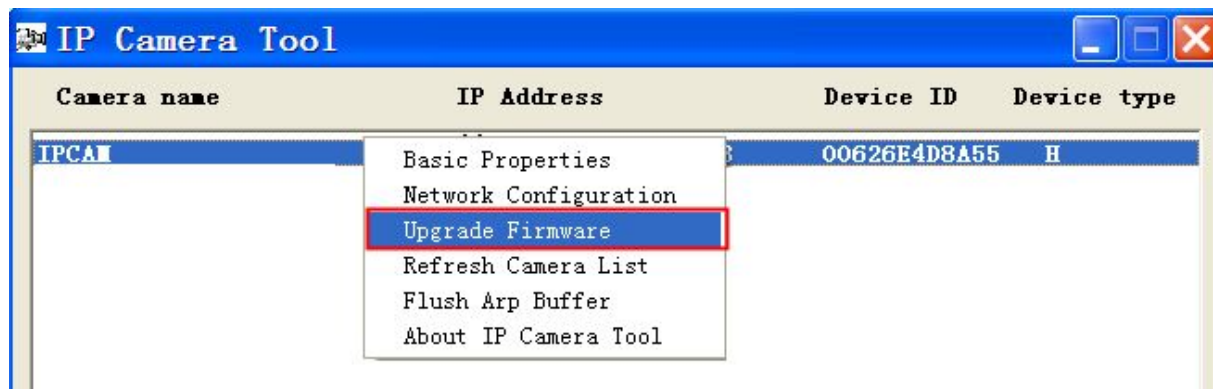 IP Camera Tool
Camera name IP Address Device ID Device type
IPCAM 00626E4D8A55 H
Basic Properties
Network Configuration
Upgrade Firmware
Refresh Camera List
Flush Arp Buffer
About IP Camera Tool